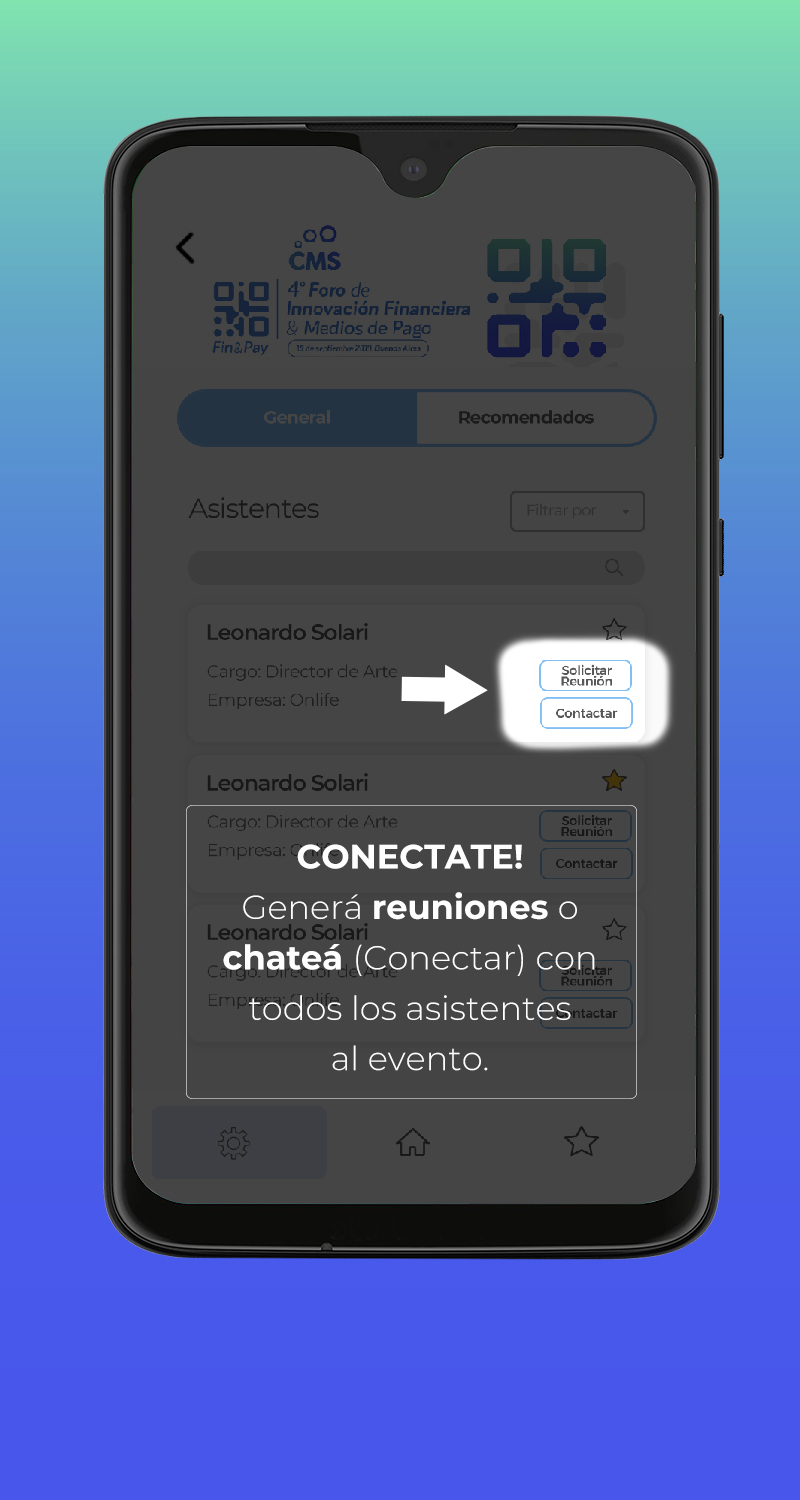 CMS
4° Foro de
Innovación Financiera
& Medios de Pago
Fin&Pay
Buenos Aires
General
Recomendados
Asistentes
Filtrar por
Leonardo Solari
Cargo: Director de Arte
Empresa: Onlife
Solicitar
Reunión
Contactar
Leonardo Solari
Cargo: Director de Arte
Empresa: Onlife
Solicitar
Reunión
Contactar
CONECTATE!
Generá reuniones o
chateá (Conectar) con
todos los asistentes
al evento.
Leonardo Solari
Cargo: Director de Arte
Empresa: Onlife
Solicitar
Reunión
Contactar